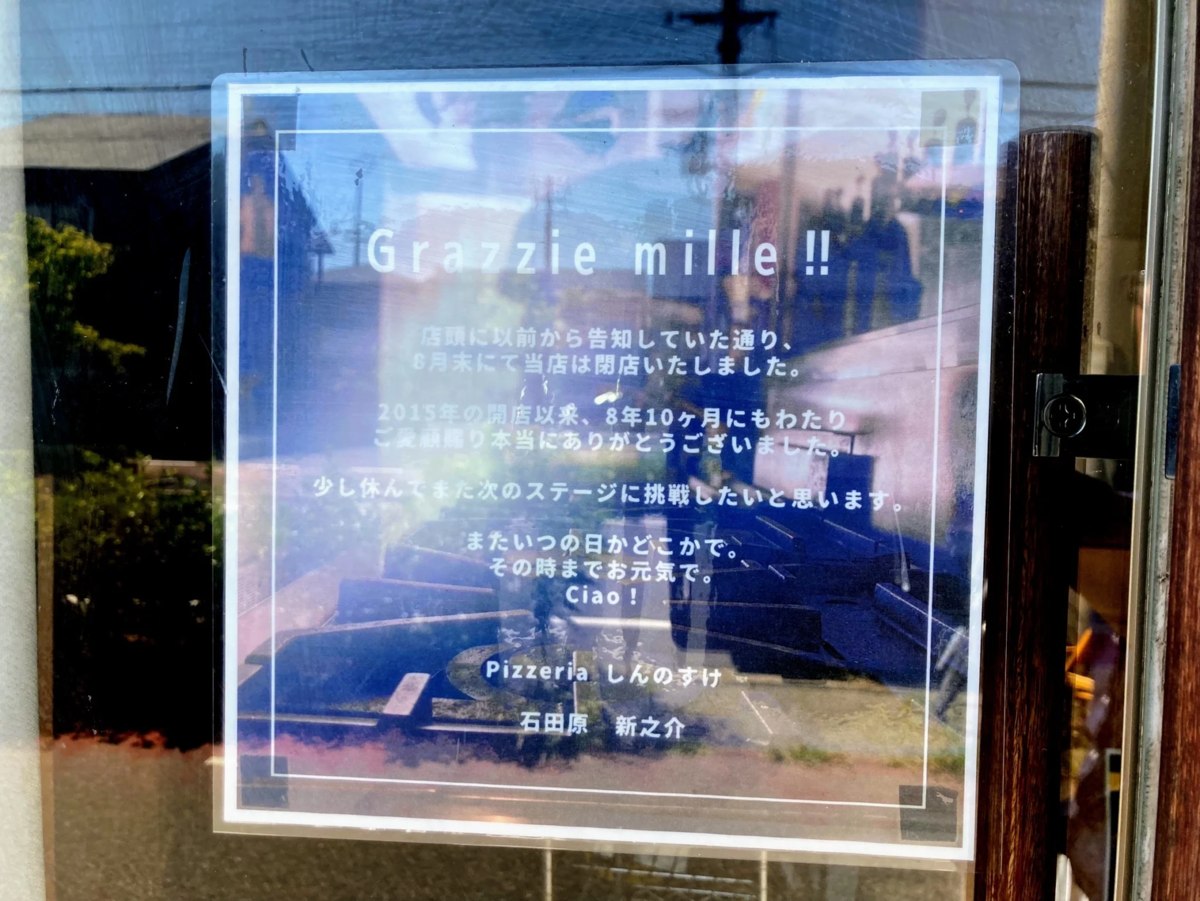 Grazzie mille!!
店頭に以前から告知していた通り、
8月末にて当店は閉店いたしました。
2015年の開店以来、8年10ヶ月にもわたり
ご愛顧賜り本当にありがとうございました。
少し休んでまた次のステージに挑戦したいと思います。
またいつの日かどこかで。
その時までお元気で。
Ciao!
Pizzeria しんのすけ
石田原 新之介